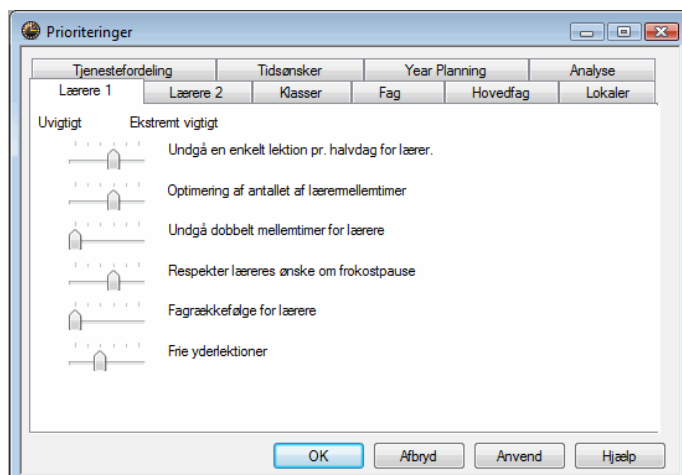 Prioriteringer
Tjenestefordeling Tidsønsker Year Planning Analyse
Lærere 1 Lærere 2 Klasser Fag Hovedfag Lokaler
Uvigtigt Ekstremt vigtigt
Undgå en enkelt lektion pr. halvdag for lærer.
Optimering af antallet af lærermellemtimer
Undgå dobbelt mellemtimer for lærere
Respekter læreres ønske om frokostpause
Fagrækkefølge for lærere
Frie yderlektioner
OK Afbryd Anvend Hjælp